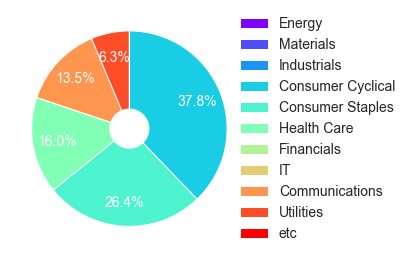 Energy
Materials
Industrials
Consumer Cyclical
Consumer Staples
Health Care
Financials
IT
Communications
Utilities
etc
6.3%
13.5%
37.8%
16.0%
26.4%